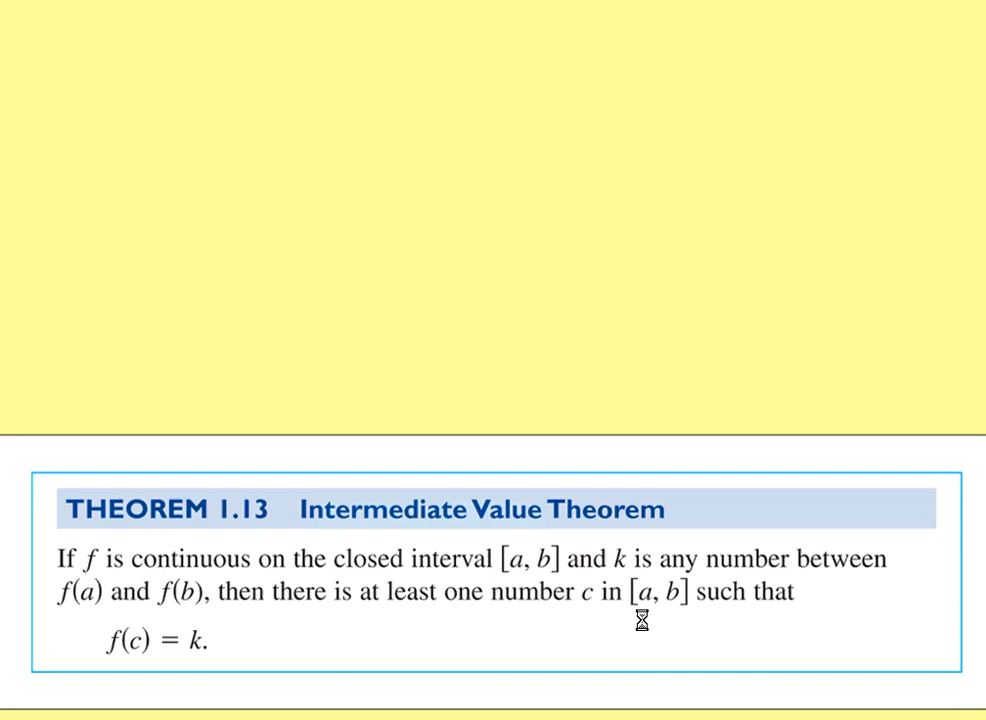 THEOREM 1.13 Intermediate Value Theorem
If f is continuous on the closed interval [a, b] and k is any number between
f(a) and f(b), then there is at least one number c in [a, b] such that
f(c) = k.